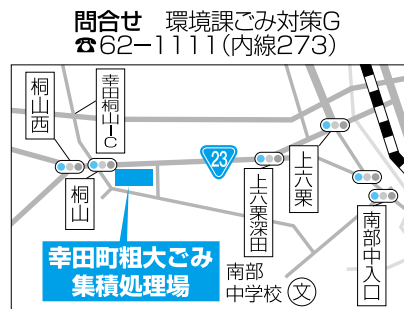 問合せ 環境課ごみ対策G
☎62−1111(内線273)
桐山西
幸田桐山IC
桐山
23
上六栗深田
上六栗
南部中入口
幸田町粗大ごみ
集積処理場
南部
中学校
文